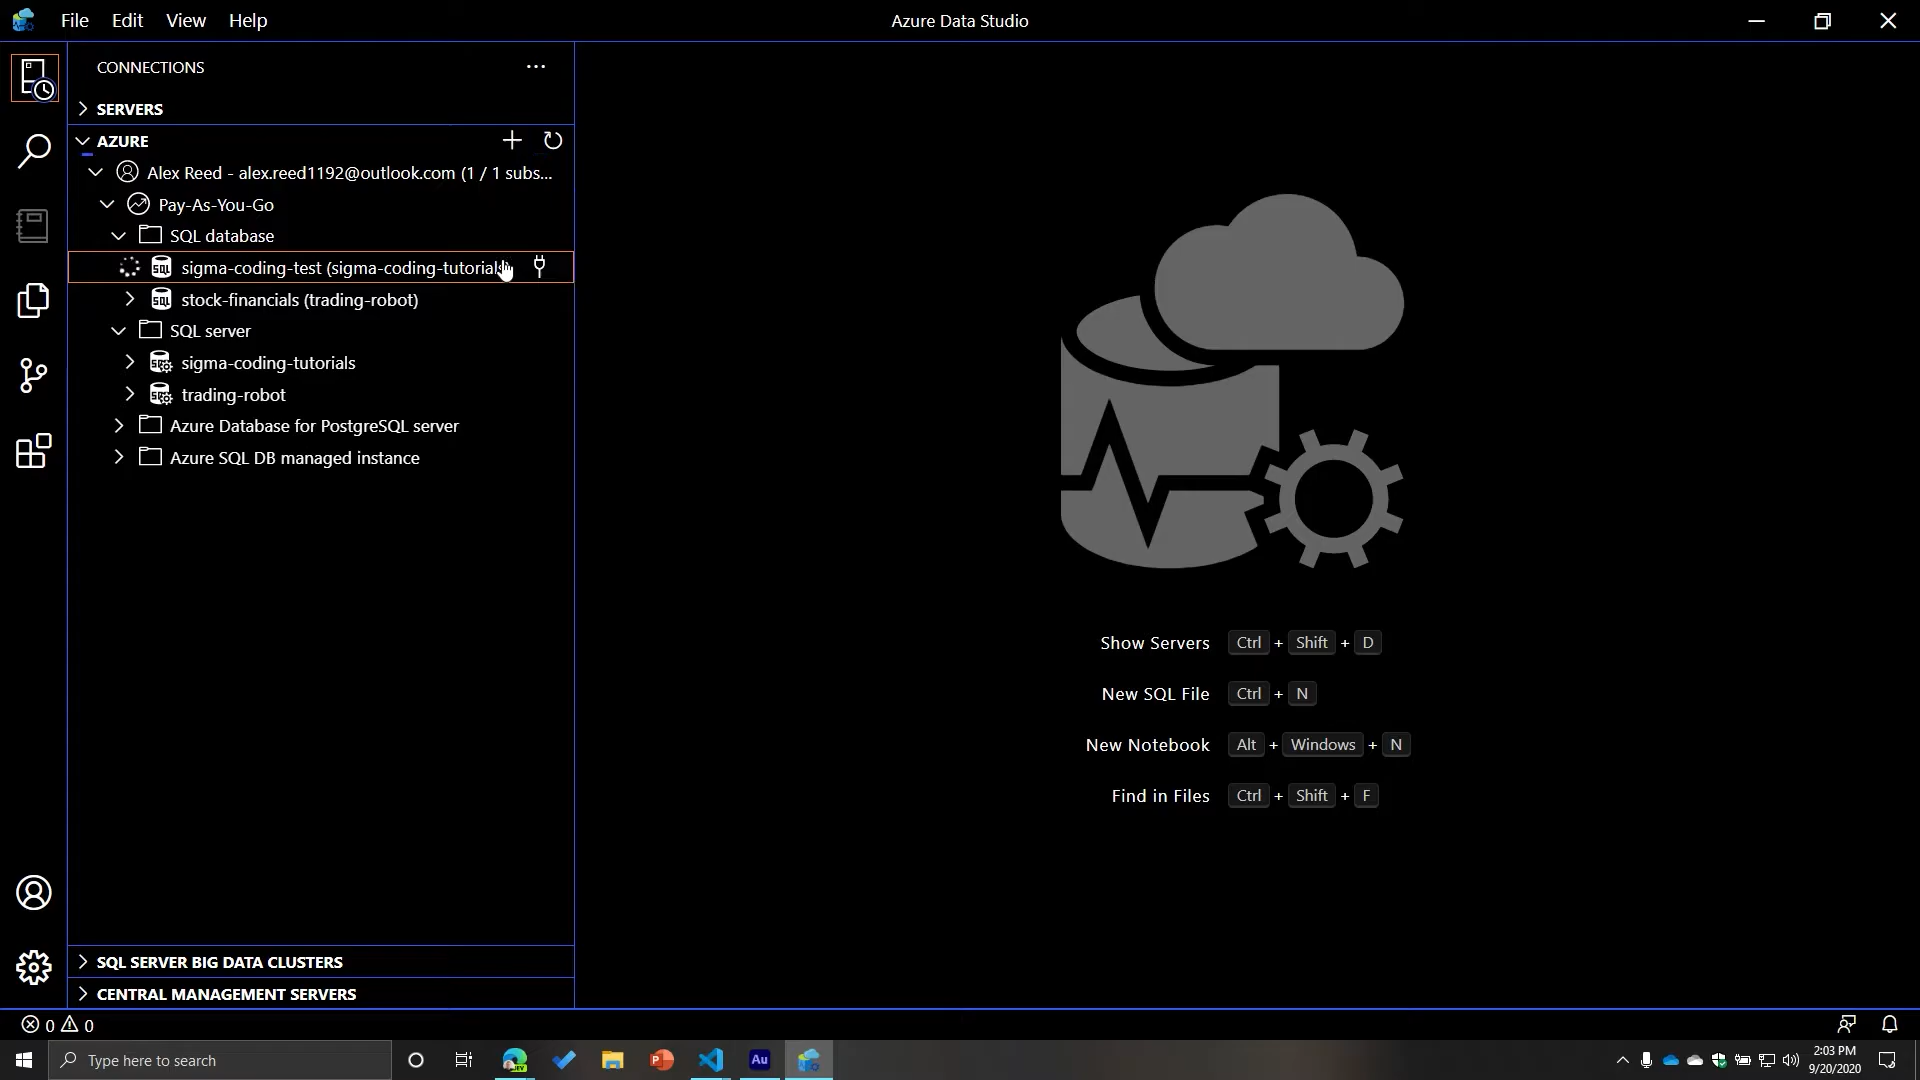 File Edit View Help Azure Data Studio
CONNECTIONS
SERVERS
AZURE
Alex Reed - alex.reed1192@outlook.com (1 / 1 subs...
Pay-As-You-Go
SQL database
sigma-coding-test (sigma-coding-tutorials
stock-financials (trading-robot)
SQL server
sigma-coding-tutorials
trading-robot
Azure Database for PostgreSQL server
Azure SQL DB managed instance
Show Servers Ctrl + Shift + D
New SQL File Ctrl + N
New Notebook Alt + Windows + N
Find in Files Ctrl + Shift + F
SQL SERVER BIG DATA CLUSTERS
CENTRAL MANAGEMENT SERVERS
0 0
Type here to search
Au
2:03 PM
9/20/2020